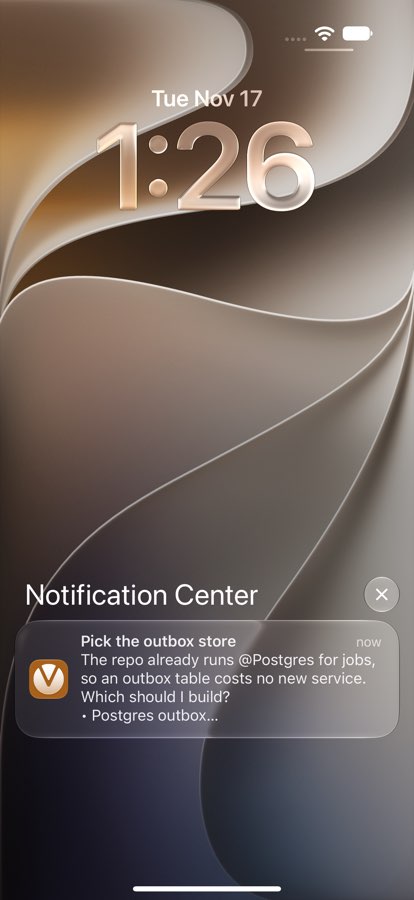 Tue Nov 17
1:26
Notification Center
Pick the outbox store
now
The repo already runs @Postgres for jobs,
so an outbox table costs no new service.
Which should I build?
• Postgres outbox...